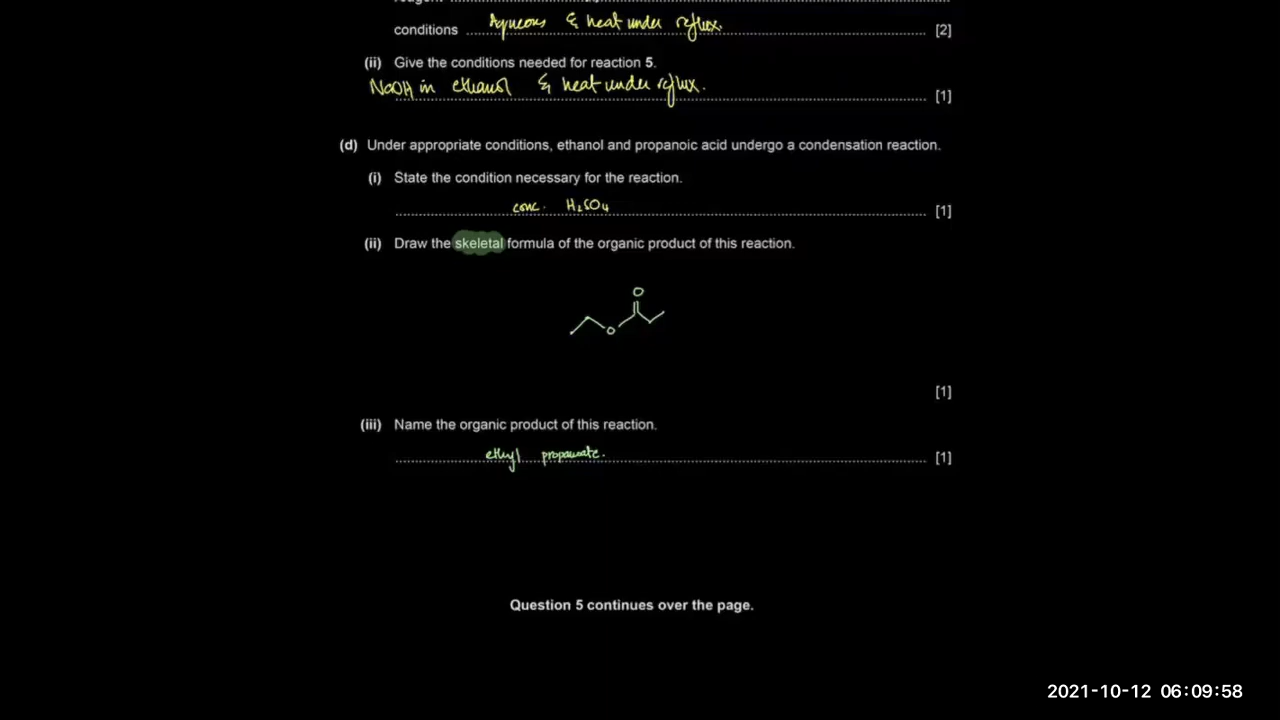 conditions Aqueous & heat under reflux. [2]
(ii) Give the conditions needed for reaction 5.
NaOH in ethanol & heat under reflux. [1]
(d) Under appropriate conditions, ethanol and propanoic acid undergo a condensation reaction.
(i) State the condition necessary for the reaction.
conc. H₂SO₄ [1]
(ii) Draw the skeletal formula of the organic product of this reaction.
O
O
[1]
(iii) Name the organic product of this reaction.
ethyl propanoate. [1]
Question 5 continues over the page.
2021-10-12 06:09:58